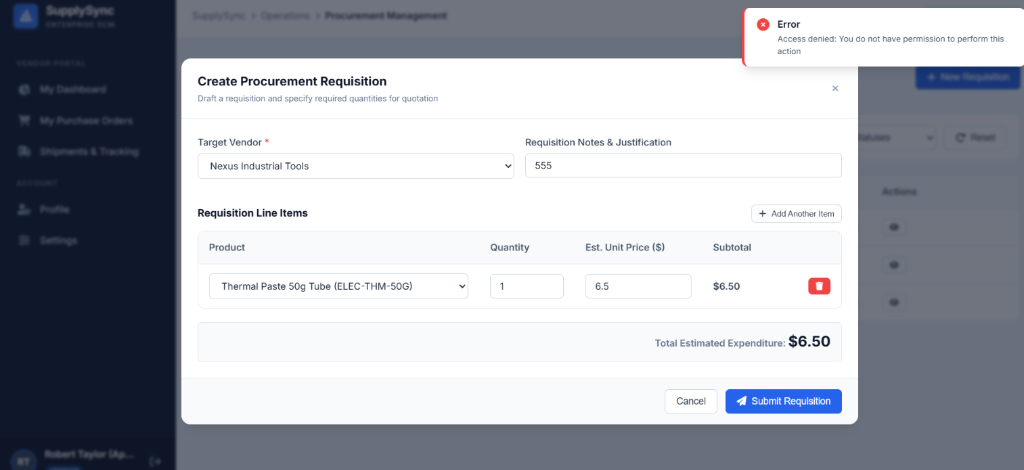 SupplySync
ENTERPRISE SCM
SupplySync > Operations > Procurement Management
Error
Access denied: You do not have permission to perform this
action
VENDOR PORTAL
My Dashboard
My Purchase Orders
Shipments & Tracking
ACCOUNT
Profile
Settings
New Requisition
Reset
Actions
Create Procurement Requisition
Draft a requisition and specify required quantities for quotation
×
Target Vendor *
Requisition Notes & Justification
Nexus Industrial Tools
555
Requisition Line Items
+ Add Another Item
Product Quantity Est. Unit Price ($) Subtotal
Thermal Paste 50g Tube (ELEC-THM-50G) 1 6.5 $6.50
Total Estimated Expenditure: $6.50
Cancel
Submit Requisition
RT
Robert Taylor (Ap...